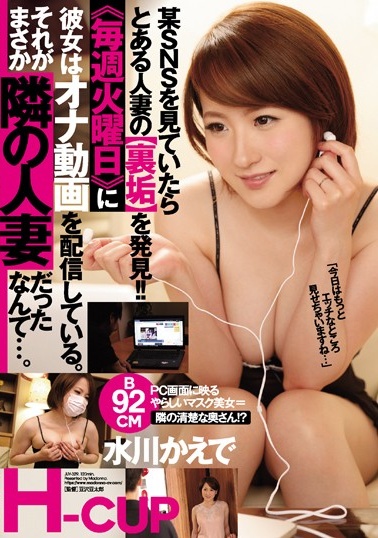 某SNSを見ていたら
とある人妻の【裏垢】を発見!!
《毎週火曜日》に
彼女はオナ動画を配信している。
それが
まさか
隣の人妻
だった
なんて…。
「今日はもっと
エッチなところ
見せちゃいますね…」
B
92
CM
PC画面に映る
やらしいマスク美女＝
隣の清楚な奥さん!?
水川かえで
120min.
Presented by Madonna.
H-CUP